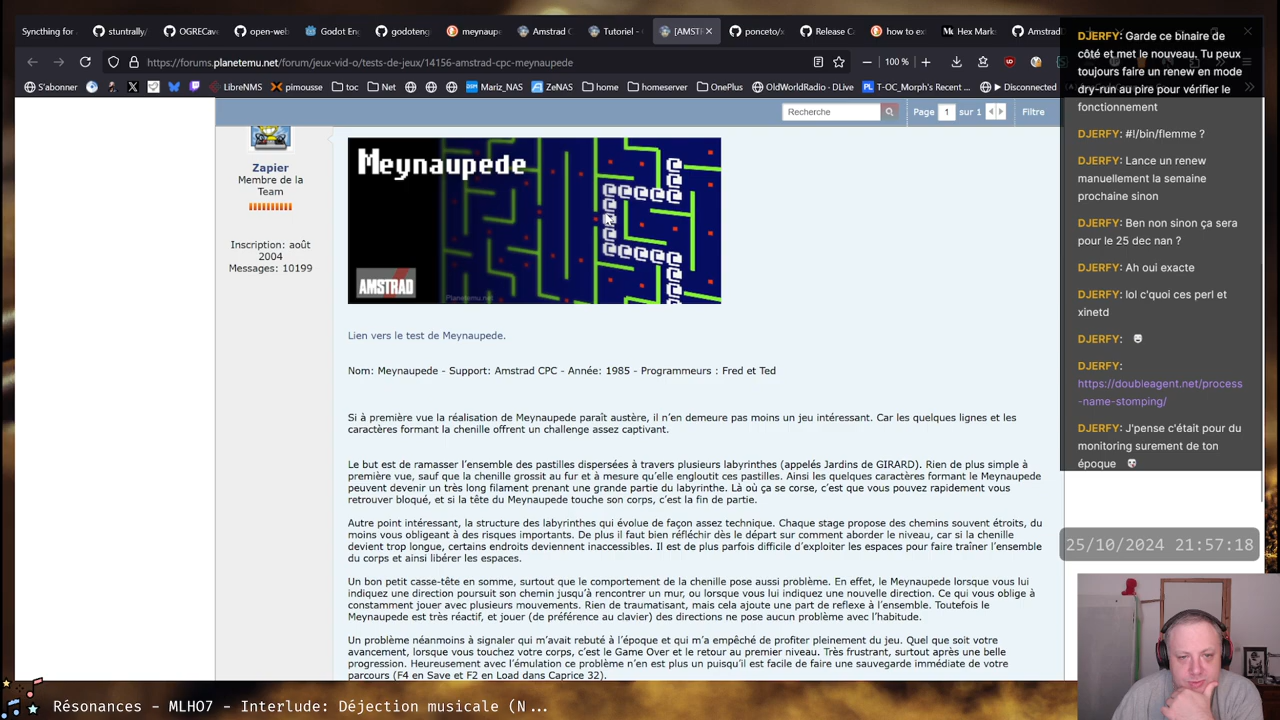 Syncthing for
stuntrally/
OGRECave
open-web
Godot Eng
godoteng
meynaupe
Amstrad C
Tutoriel -
[AMST
ponceto/x
Release C
how to ex
Hex Mark
Amstrad
https://forums.planetemu.net/forum/jeux-vid-o/tests-de-jeux/14156-amstrad-cpc-meynaupede
100 %
S'abonner
LibreNMS
pimousse
toc
Net
Mariz_NAS
ZeNAS
home
homeserver
OnePlus
OldWorldRadio - DLive
T-OC_Morph's Recent ...
Disconnected
Recherche
Page 1 sur 1
Filtre
Zapier
Membre de la
Team
Inscription: août
2004
Messages: 10199
Meynaupede
AMSTRAD
Planetemu.net
Lien vers le test de Meynaupede.
Nom: Meynaupede - Support: Amstrad CPC - Année: 1985 - Programmeurs : Fred et Ted
Si à première vue la réalisation de Meynaupede paraît austère, il n'en demeure pas moins un jeu intéressant. Car les quelques lignes et les
caractères formant la chenille offrent un challenge assez captivant.
Le but est de ramasser l'ensemble des pastilles dispersées à travers plusieurs labyrinthes (appelés Jardins de GIRARD). Rien de plus simple à
première vue, sauf que la chenille grossit au fur et à mesure qu'elle engloutit ces pastilles. Ainsi les quelques caractères formant le Meynaupede
peuvent devenir un très long filament prenant une grande partie du labyrinthe. Là où ça se corse, c'est que vous pouvez rapidement vous
retrouver bloqué, et si la tête du Meynaupede touche son corps, c'est la fin de partie.
Autre point intéressant, la structure des labyrinthes qui évolue de façon assez technique. Chaque stage propose des chemins souvent étroits, du
moins vous obligeant à des risques importants. De plus il faut bien réfléchir dès le départ sur comment aborder le niveau, car si la chenille
devient trop longue, certains endroits deviennent inaccessibles. Il est de plus parfois difficile d'exploiter les espaces pour faire traîner l'ensemble
du corps et ainsi libérer les espaces.
Un bon petit casse-tête en somme, surtout que le comportement de la chenille pose aussi problème. En effet, le Meynaupede lorsque vous lui
indiquez une direction poursuit son chemin jusqu'à rencontrer un mur, ou lorsque vous lui indiquez une nouvelle direction. Ce qui vous oblige à
constamment jouer avec plusieurs mouvements. Rien de traumatisant, mais cela ajoute une part de reflexe à l'ensemble. Toutefois le
Meynaupede est très réactif, et jouer (de préférence au clavier) des directions ne pose aucun problème avec l'habitude.
Un problème néanmoins à signaler qui m'avait rebuté à l'époque et qui m'a empêché de profiter pleinement du jeu. Quel que soit votre
avancement, lorsque vous touchez votre corps, c'est le Game Over et le retour au premier niveau. Très frustrant, surtout après une belle
progression. Heureusement avec l'émulation ce problème n'en est plus un puisqu'il est facile de faire une sauvegarde immédiate de votre
parcours (F4 en Save et F2 en Load dans Caprice 32).
DJERFY: Garde ce binaire de
côté et met le nouveau. Tu peux
toujours faire un renew en mode
dry-run au pire pour vérifier le
fonctionnement
DJERFY: #!/bin/flemme ?
DJERFY: Lance un renew
manuellement la semaine
prochaine sinon
DJERFY: Ben non sinon ça sera
pour le 25 dec nan ?
DJERFY: Ah oui exacte
DJERFY: lol c'quoi ces perl et
xinetd
DJERFY:
DJERFY:
https://doubleagent.net/process
-name-stomping/
DJERFY: J'pense c'était pour du
monitoring surement de ton
époque
25/10/2024 21:57:18
Résonances - MLHO7 - Interlude: Déjection musicale (N...